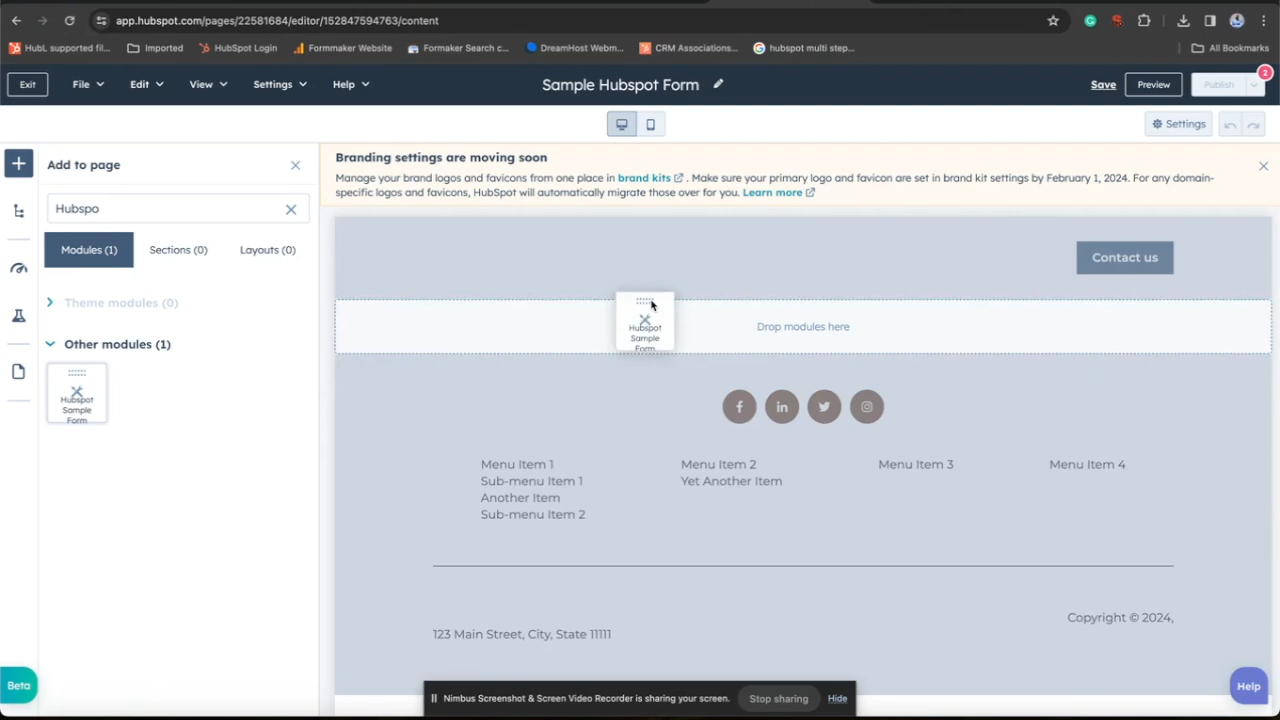 app.hubspot.com/pages/22581684/editor/152847594763/content
HubL supported fil...
Imported
HubSpot Login
Formmaker Website
Formaker Search c...
DreamHost Webm...
CRM Associations...
hubspot multi step...
All Bookmarks
Exit
File
Edit
View
Settings
Help
Sample Hubspot Form
Save
Preview
Publish
2
Settings
Add to page
Hubspo
Modules (1)
Sections (0)
Layouts (0)
Theme modules (0)
Other modules (1)
Hubspot
Sample
Form
Branding settings are moving soon
Manage your brand logos and favicons from one place in brand kits . Make sure your primary logo and favicon are set in brand kit settings by February 1, 2024. For any domain-
specific logos and favicons, HubSpot will automatically migrate those over for you. Learn more
Contact us
Hubspot
Sample
Form
Drop modules here
Menu Item 1
Sub-menu Item 1
Another Item
Sub-menu Item 2
Menu Item 2
Yet Another Item
Menu Item 3
Menu Item 4
123 Main Street, City, State 11111
Copyright © 2024,
Beta
Help
Nimbus Screenshot & Screen Video Recorder is sharing your screen.
Stop sharing
Hide